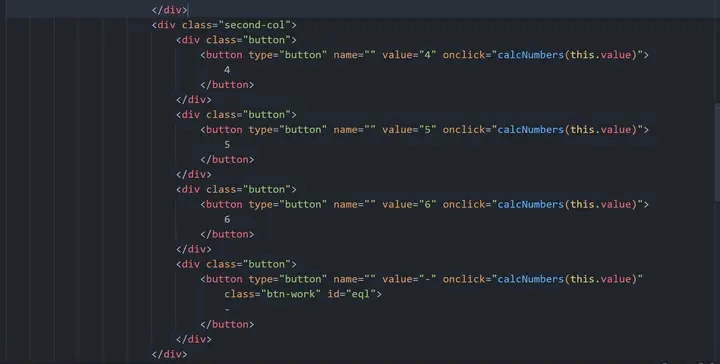 </div>
<div class="second-col">
<div class="button">
<button type="button" name="" value="4" onclick="calcNumbers(this.value)">
4
</button>
</div>
<div class="button">
<button type="button" name="" value="5" onclick="calcNumbers(this.value)">
5
</button>
</div>
<div class="button">
<button type="button" name="" value="6" onclick="calcNumbers(this.value)">
6
</button>
</div>
<div class="button">
<button type="button" name="" value="-" onclick="calcNumbers(this.value)"
class="btn-work" id="eql">
-
</button>
</div>
</div>